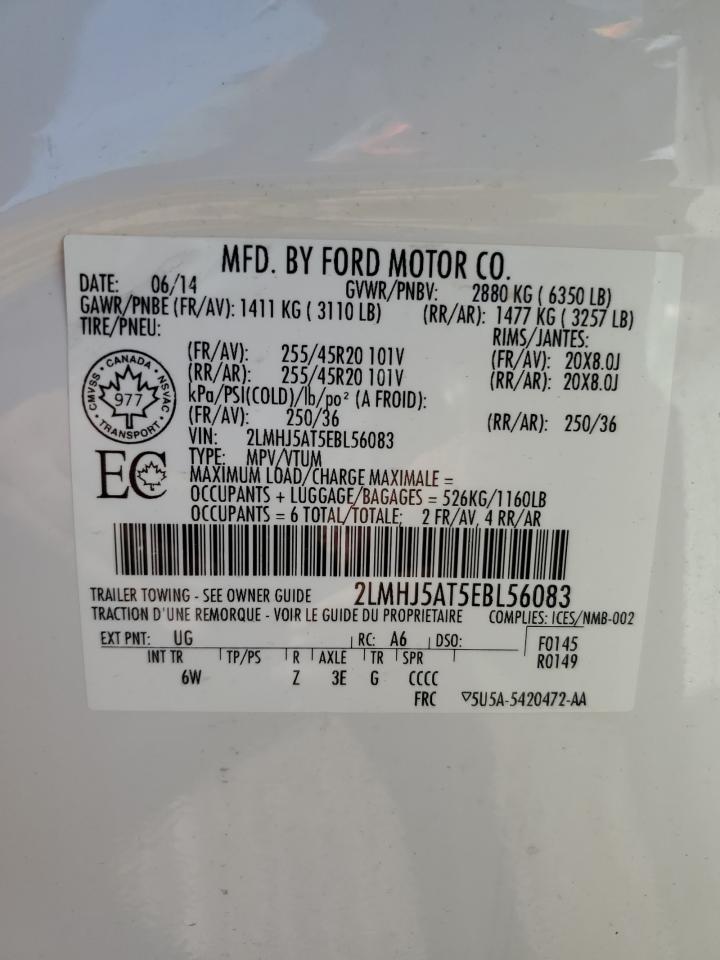 MFD. BY FORD MOTOR CO.
DATE: 06/14 GVWR/PNBV: 2880 KG ( 6350 LB)
GAWR/PNBE (FR/AV): 1411 KG ( 3110 LB) (RR/AR): 1477 KG ( 3257 LB)
TIRE/PNEU: RIMS/JANTES:
(FR/AV): 255/45R20 101V (FR/AV): 20X8.0J
(RR/AR): 255/45R20 101V (RR/AR): 20X8.0J
kPa/PSI(COLD)/lb/po² (A FROID):
(FR/AV): 250/36 (RR/AR): 250/36
CMVSS · CANADA · NSVAC · TRANSPORT ·
977
VIN: 2LMHJ5AT5EBL56083
TYPE: MPV/VTUM
EC
MAXIMUM LOAD/CHARGE MAXIMALE =
OCCUPANTS + LUGGAGE/BAGAGES = 526KG/1160LB
OCCUPANTS = 6 TOTAL/TOTALE; 2 FR/AV, 4 RR/AR
TRAILER TOWING - SEE OWNER GUIDE 2LMHJ5AT5EBL56083
TRACTION D'UNE REMORQUE - VOIR LE GUIDE DU PROPRIETAIRE COMPLIES: ICES/NMB-002
EXT PNT: UG RC: A6 DSO: F0145
INT TR TP/PS R AXLE TR SPR R0149
6W Z 3E G CCCC
FRC ▽5U5A-5420472-AA